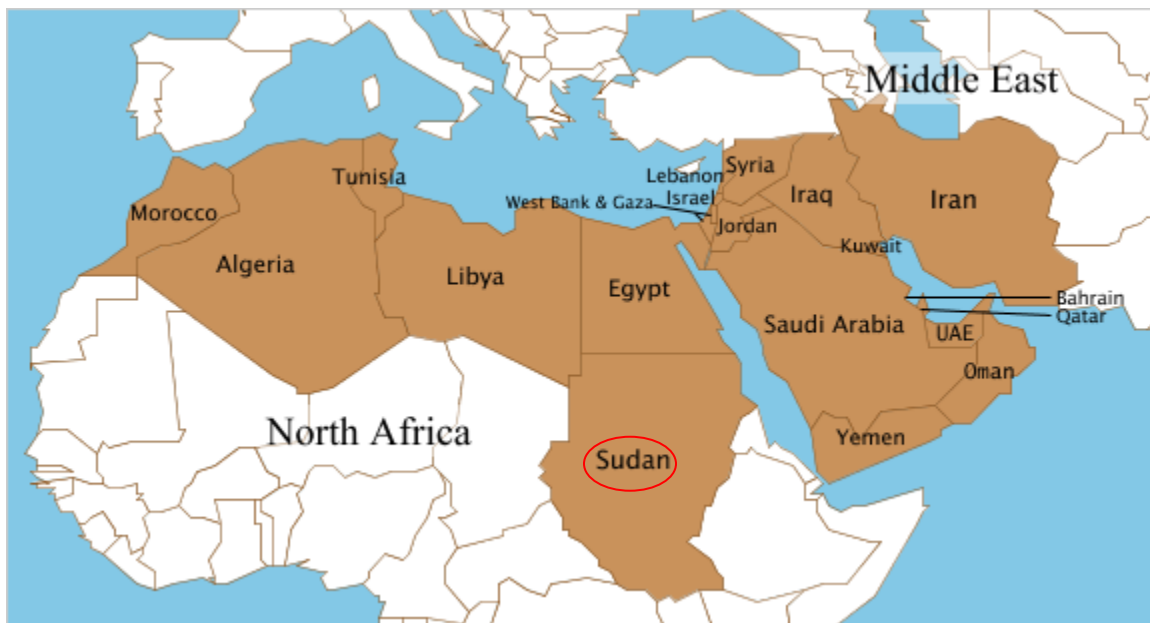 Middle East
Tunisia
Lebanon
Syria
Israel
West Bank & Gaza
Iraq
Iran
Morocco
Jordan
Kuwait
Algeria
Libya
Egypt
Bahrain
Qatar
Saudi Arabia
UAE
Oman
North Africa
Yemen
Sudan